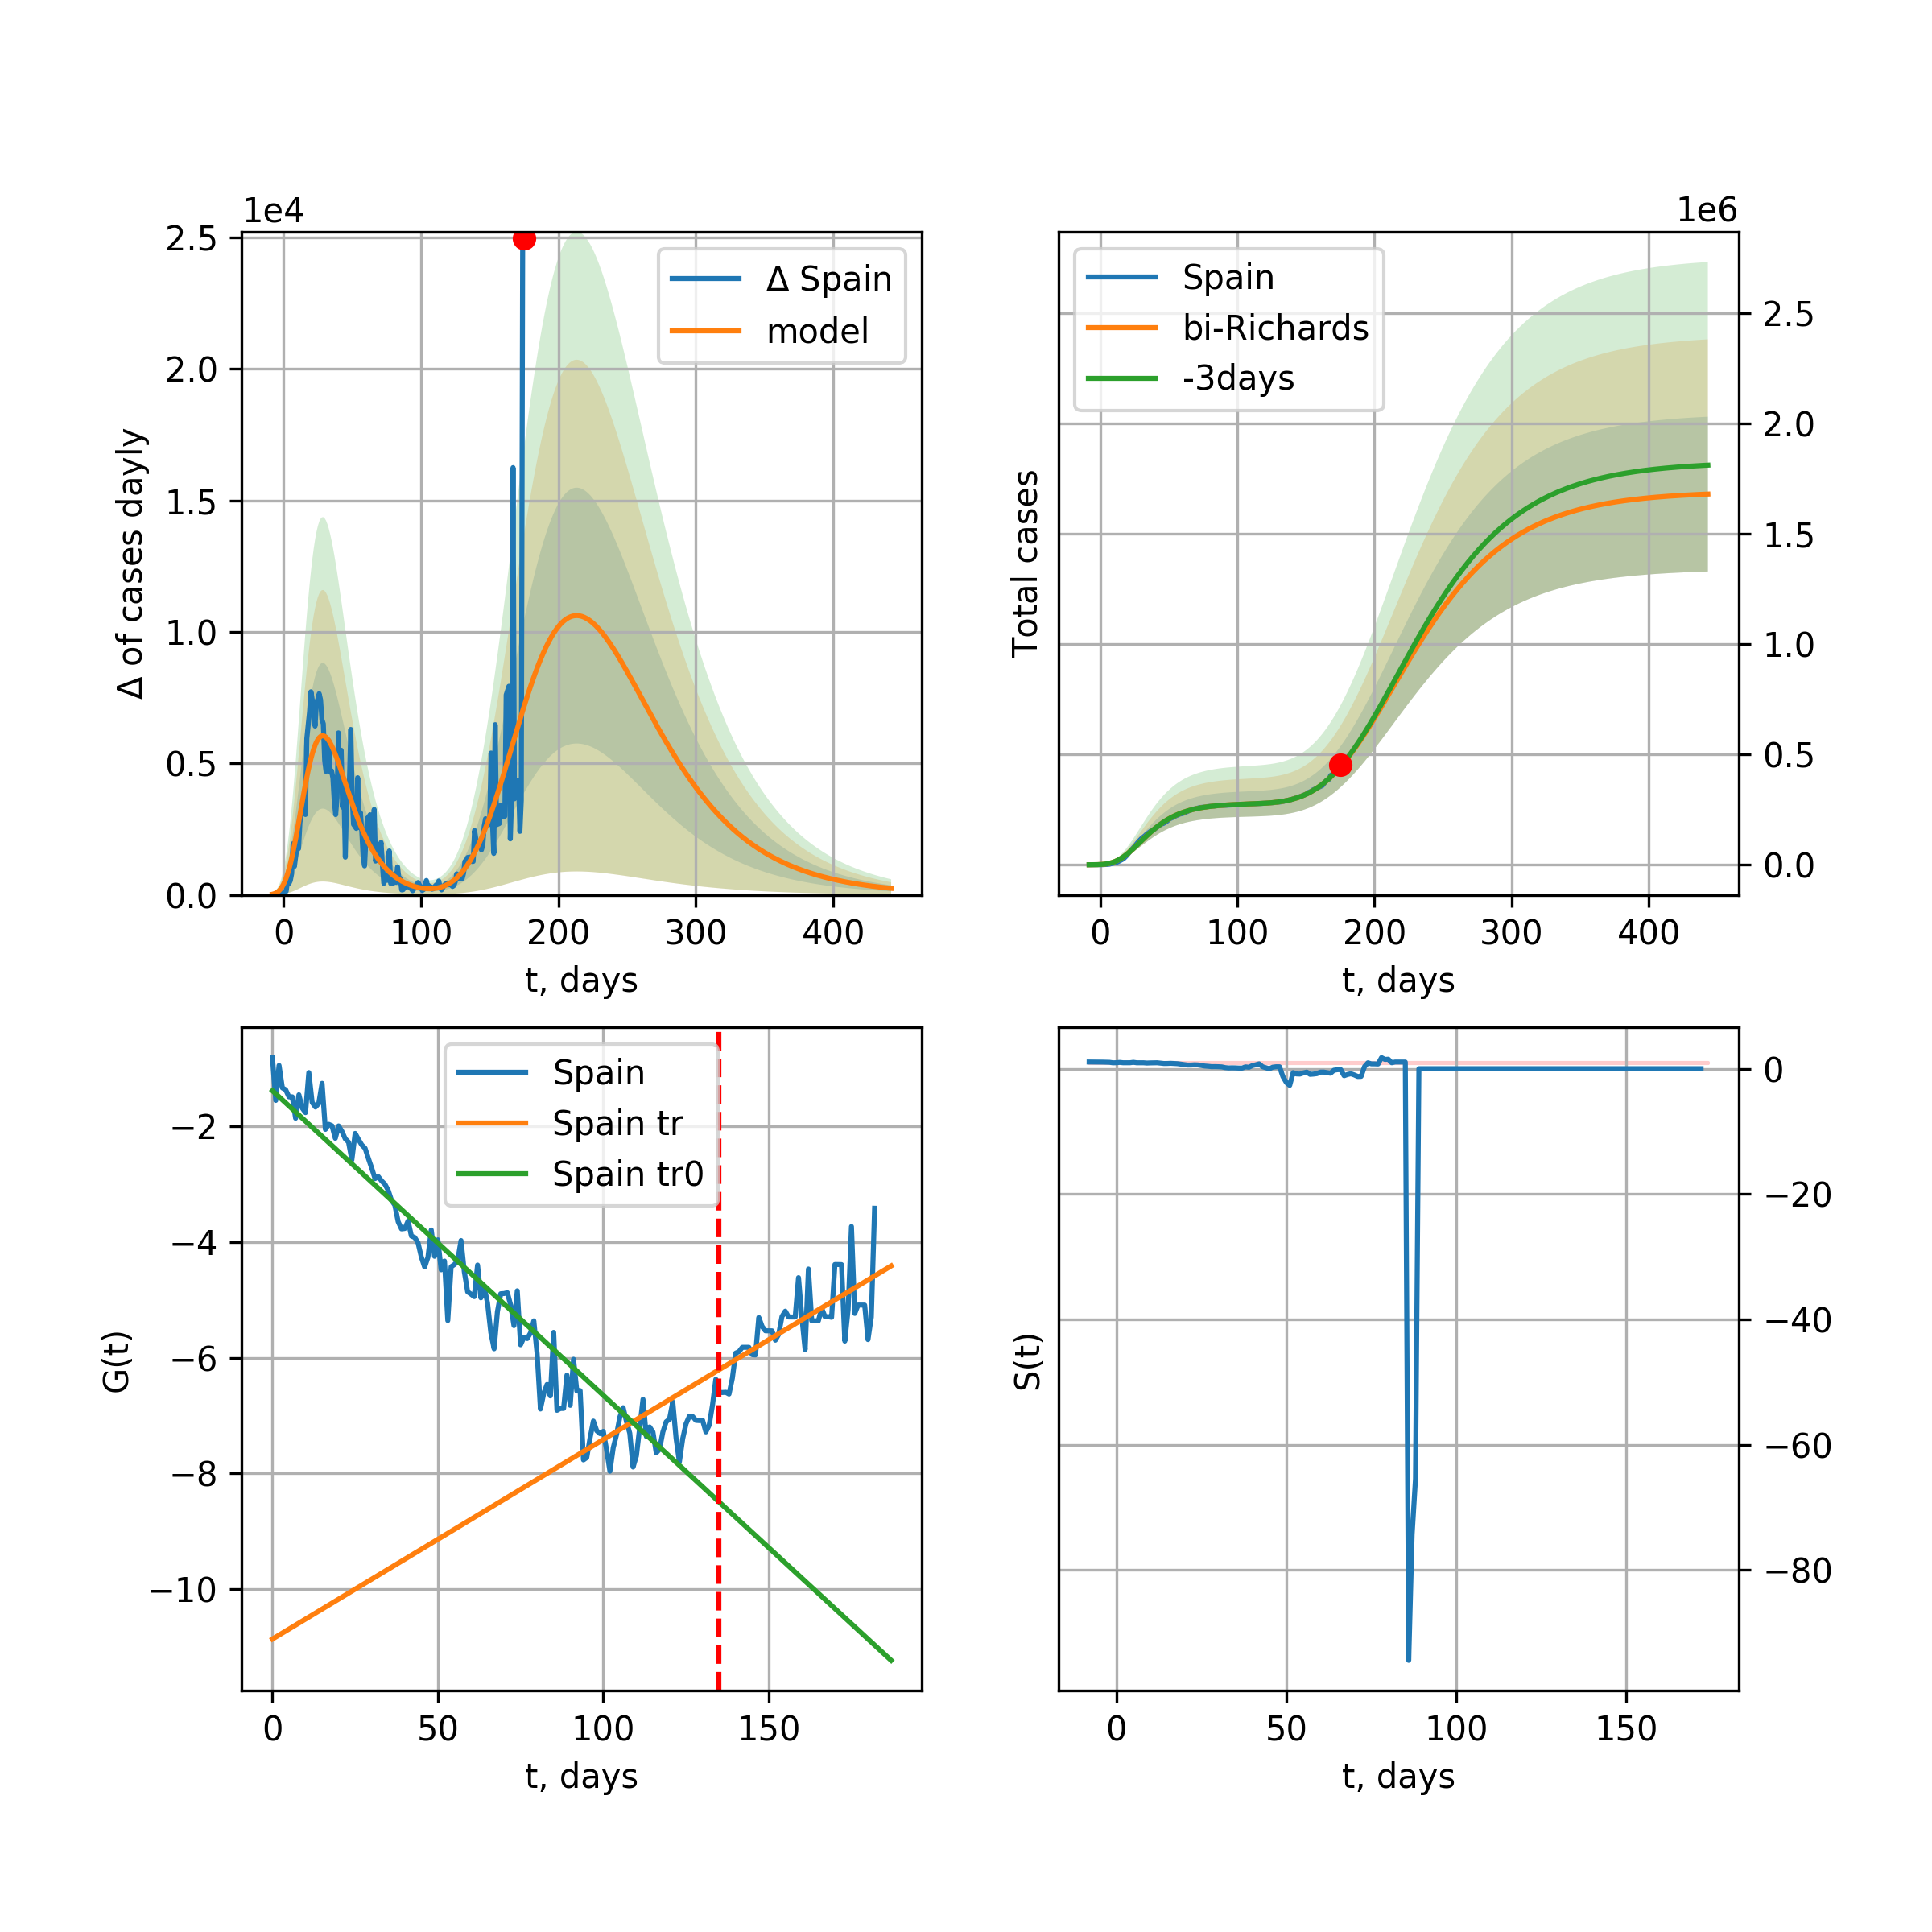 1e4
2.5
2.0
1.5
1.0
0.5
0.0
Δ of cases dayly
Δ Spain
model
0 100 200 300 400
t, days
1e6
Spain
bi-Richards
-3days
Total cases
2.5
2.0
1.5
1.0
0.5
0.0
0 100 200 300 400
t, days
G(t)
−2
−4
−6
−8
−10
Spain
Spain tr
Spain tr0
0 50 100 150
t, days
S(t)
0
−20
−40
−60
−80
0 50 100 150
t, days